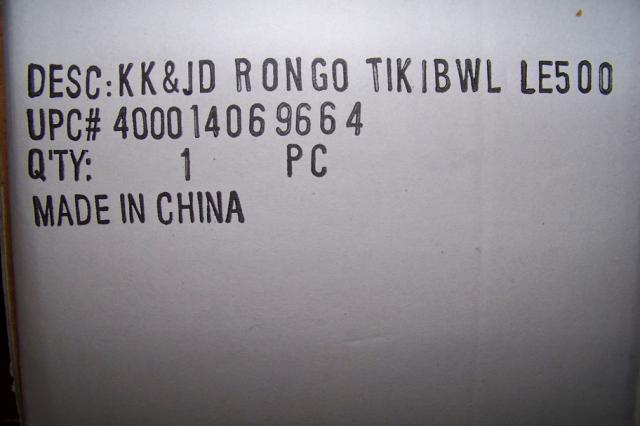 DESC:KK&JD RONGO TIKIBWL LE500
UPC# 400014069664
Q'TY: 1 PC
MADE IN CHINA